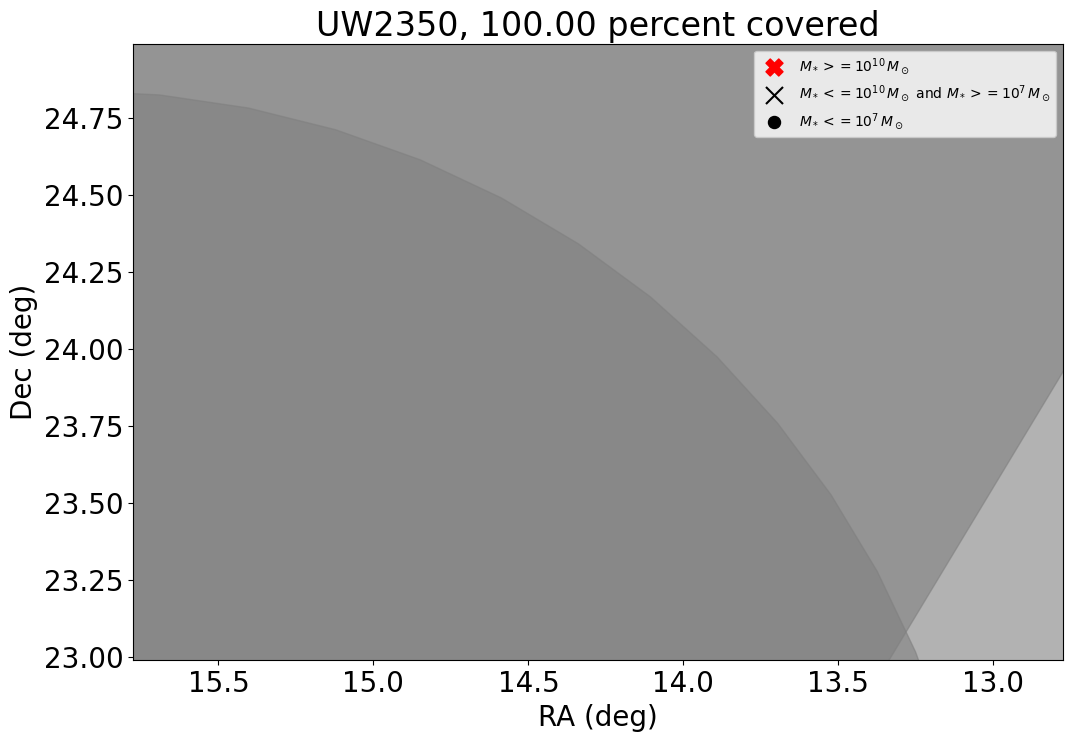 UW2350, 100.00 percent covered
M* >= 10^10 M⊙
M* <= 10^10 M⊙ and M* >= 10^7 M⊙
M* <= 10^7 M⊙
24.75
24.50
24.25
24.00
23.75
23.50
23.25
23.00
Dec (deg)
15.5 15.0 14.5 14.0 13.5 13.0
RA (deg)